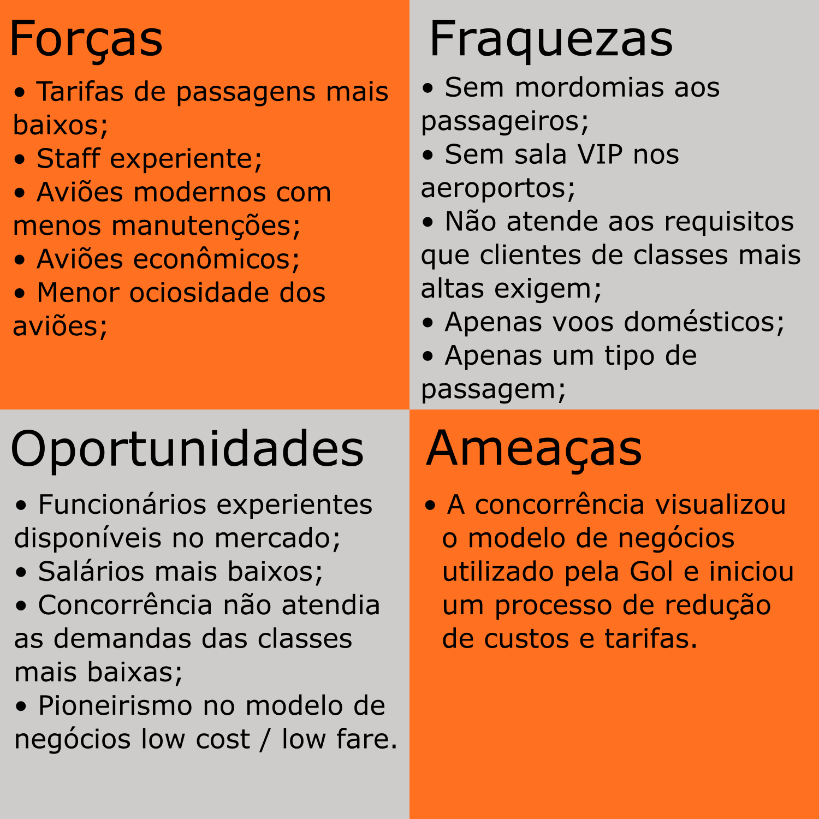 Forças
• Tarifas de passagens mais
baixos;
• Staff experiente;
• Aviões modernos com
menos manutenções;
• Aviões econômicos;
• Menor ociosidade dos
aviões;
Fraquezas
• Sem mordomias aos
passageiros;
• Sem sala VIP nos
aeroportos;
• Não atende aos requisitos
que clientes de classes mais
altas exigem;
• Apenas voos domésticos;
• Apenas um tipo de
passagem;
Oportunidades
• Funcionários experientes
disponíveis no mercado;
• Salários mais baixos;
• Concorrência não atendia
as demandas das classes
mais baixas;
• Pioneirismo no modelo de
negócios low cost / low fare.
Ameaças
• A concorrência visualizou
o modelo de negócios
utilizado pela Gol e iniciou
um processo de redução
de custos e tarifas.